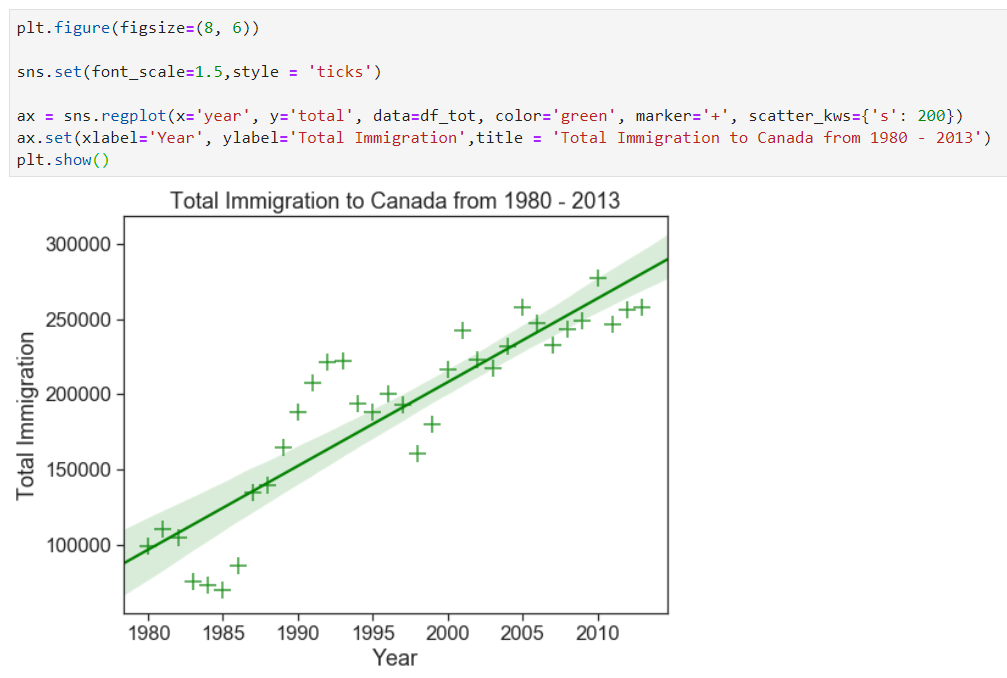 plt.figure(figsize=(8, 6))
sns.set(font_scale=1.5,style = 'ticks')
ax = sns.regplot(x='year', y='total', data=df_tot, color='green', marker='+', scatter_kws={'s': 200})
ax.set(xlabel='Year', ylabel='Total Immigration',title = 'Total Immigration to Canada from 1980 - 2013')
plt.show()
Total Immigration to Canada from 1980 - 2013
300000
250000
200000
150000
100000
Total Immigration
1980 1985 1990 1995 2000 2005 2010
Year